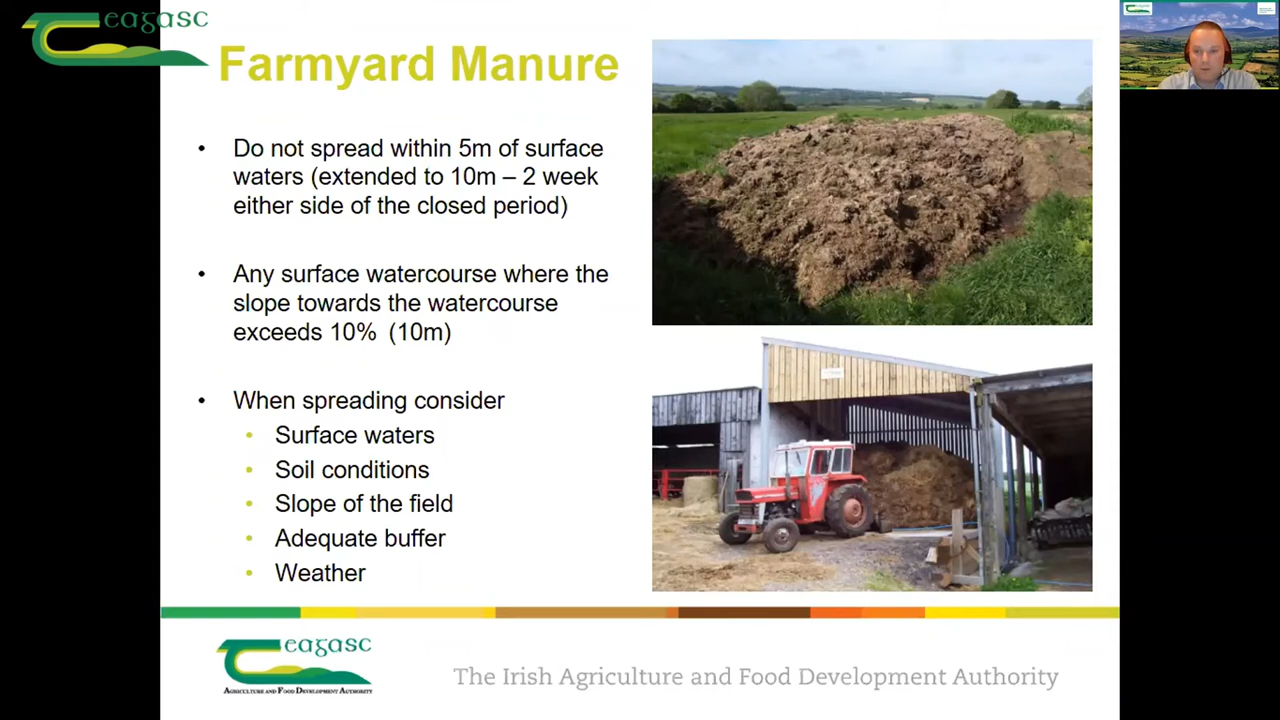 eagasc
Farmyard Manure
• Do not spread within 5m of surface
waters (extended to 10m – 2 week
either side of the closed period)
• Any surface watercourse where the
slope towards the watercourse
exceeds 10% (10m)
• When spreading consider
• Surface waters
• Soil conditions
• Slope of the field
• Adequate buffer
• Weather
eagasc
AGRICULTURE AND FOOD DEVELOPMENT AUTHORITY
The Irish Agriculture and Food Development Authority